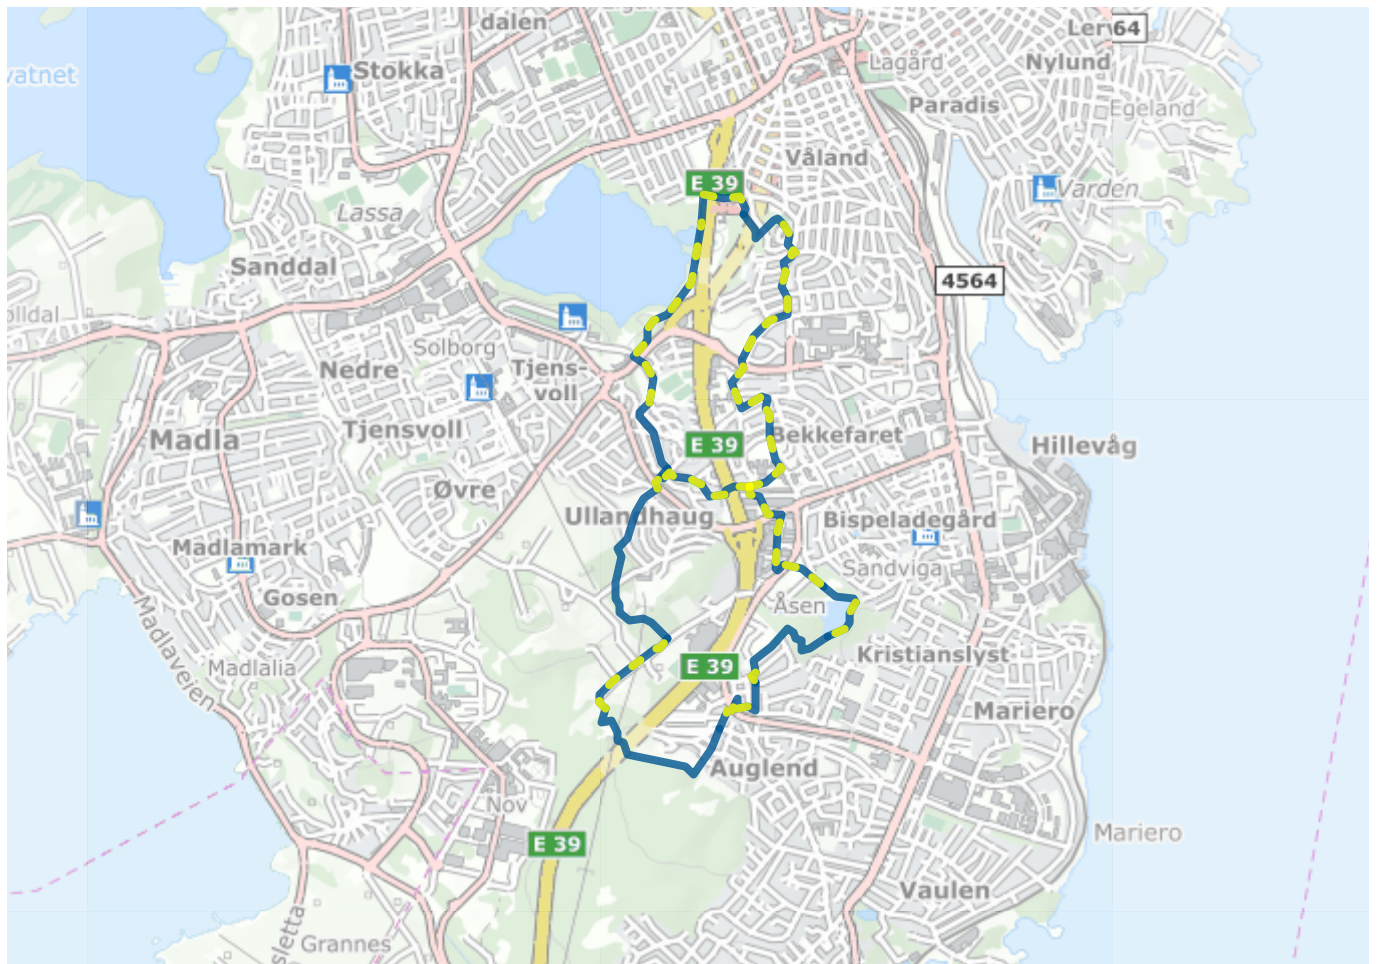 dalen
Ler
64
Stokka
Lagård
Nylund
vatnet
Paradis
Egeland
Våland
E 39
Varden
Lassa
Sanddal
4564
olldal
Solborg
Nedre
Tjens-
voll
Tjensvoll
Madla
E 39
Bekkefaret
Hillevåg
Øvre
Ullandhaug
Bispeladegård
Madlamark
Sandviga
Gosen
Åsen
Madlaveien
Madlalia
E 39
Kristianslyst
Mariero
Auglend
Nov
Mariero
E 39
Vaulen
sletta
Grannes